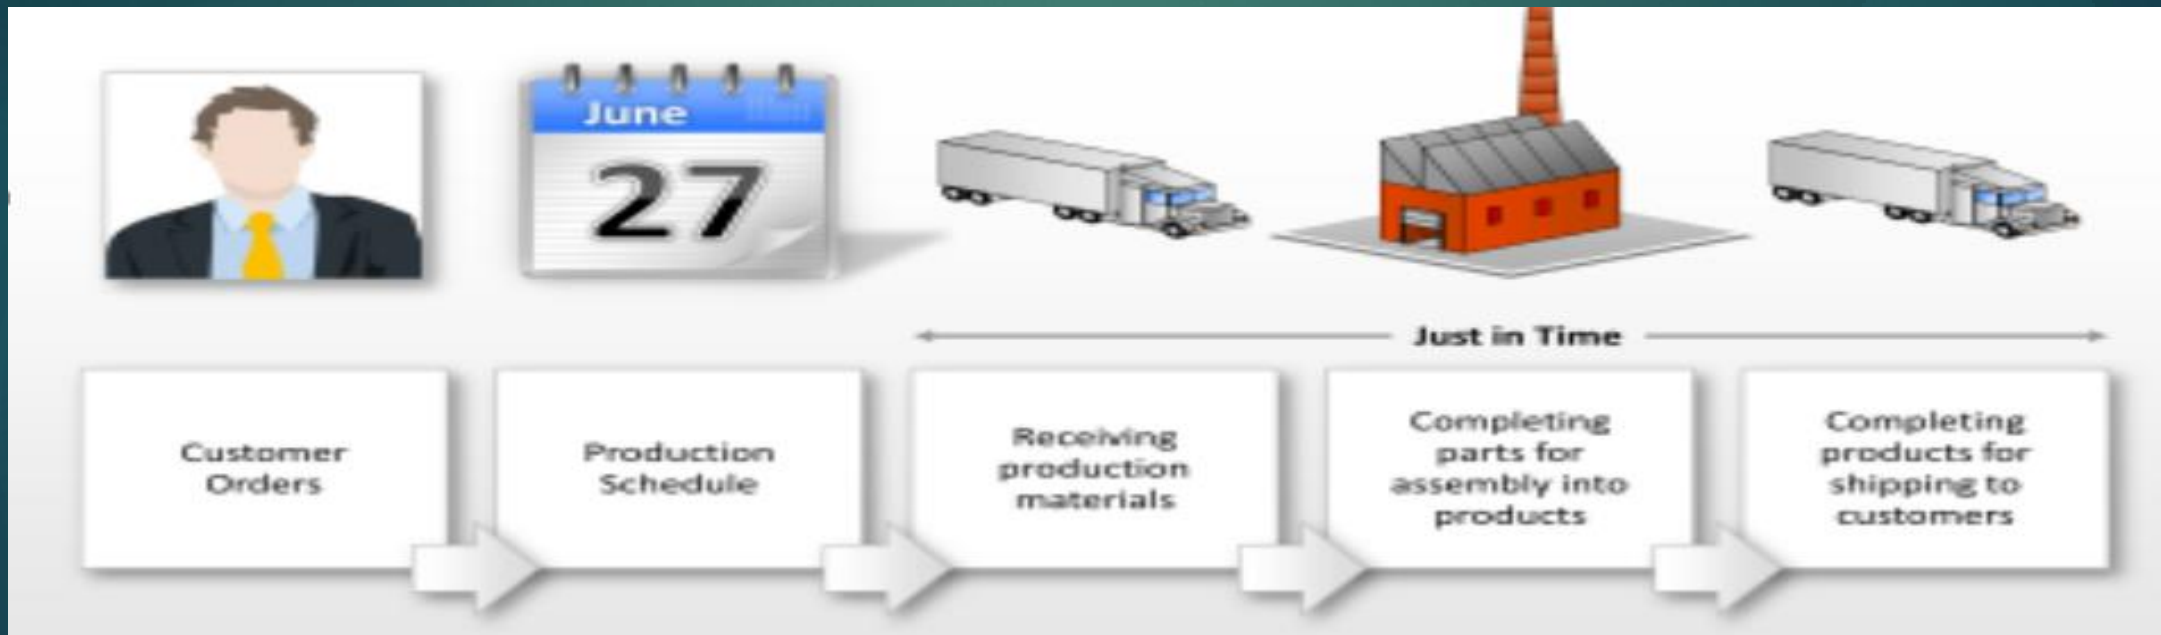 June
27
Just in Time
Customer
Orders
Production
Schedule
Receiving
production
materials
Completing
parts for
assembly into
products
Completing
products for
shipping to
customers